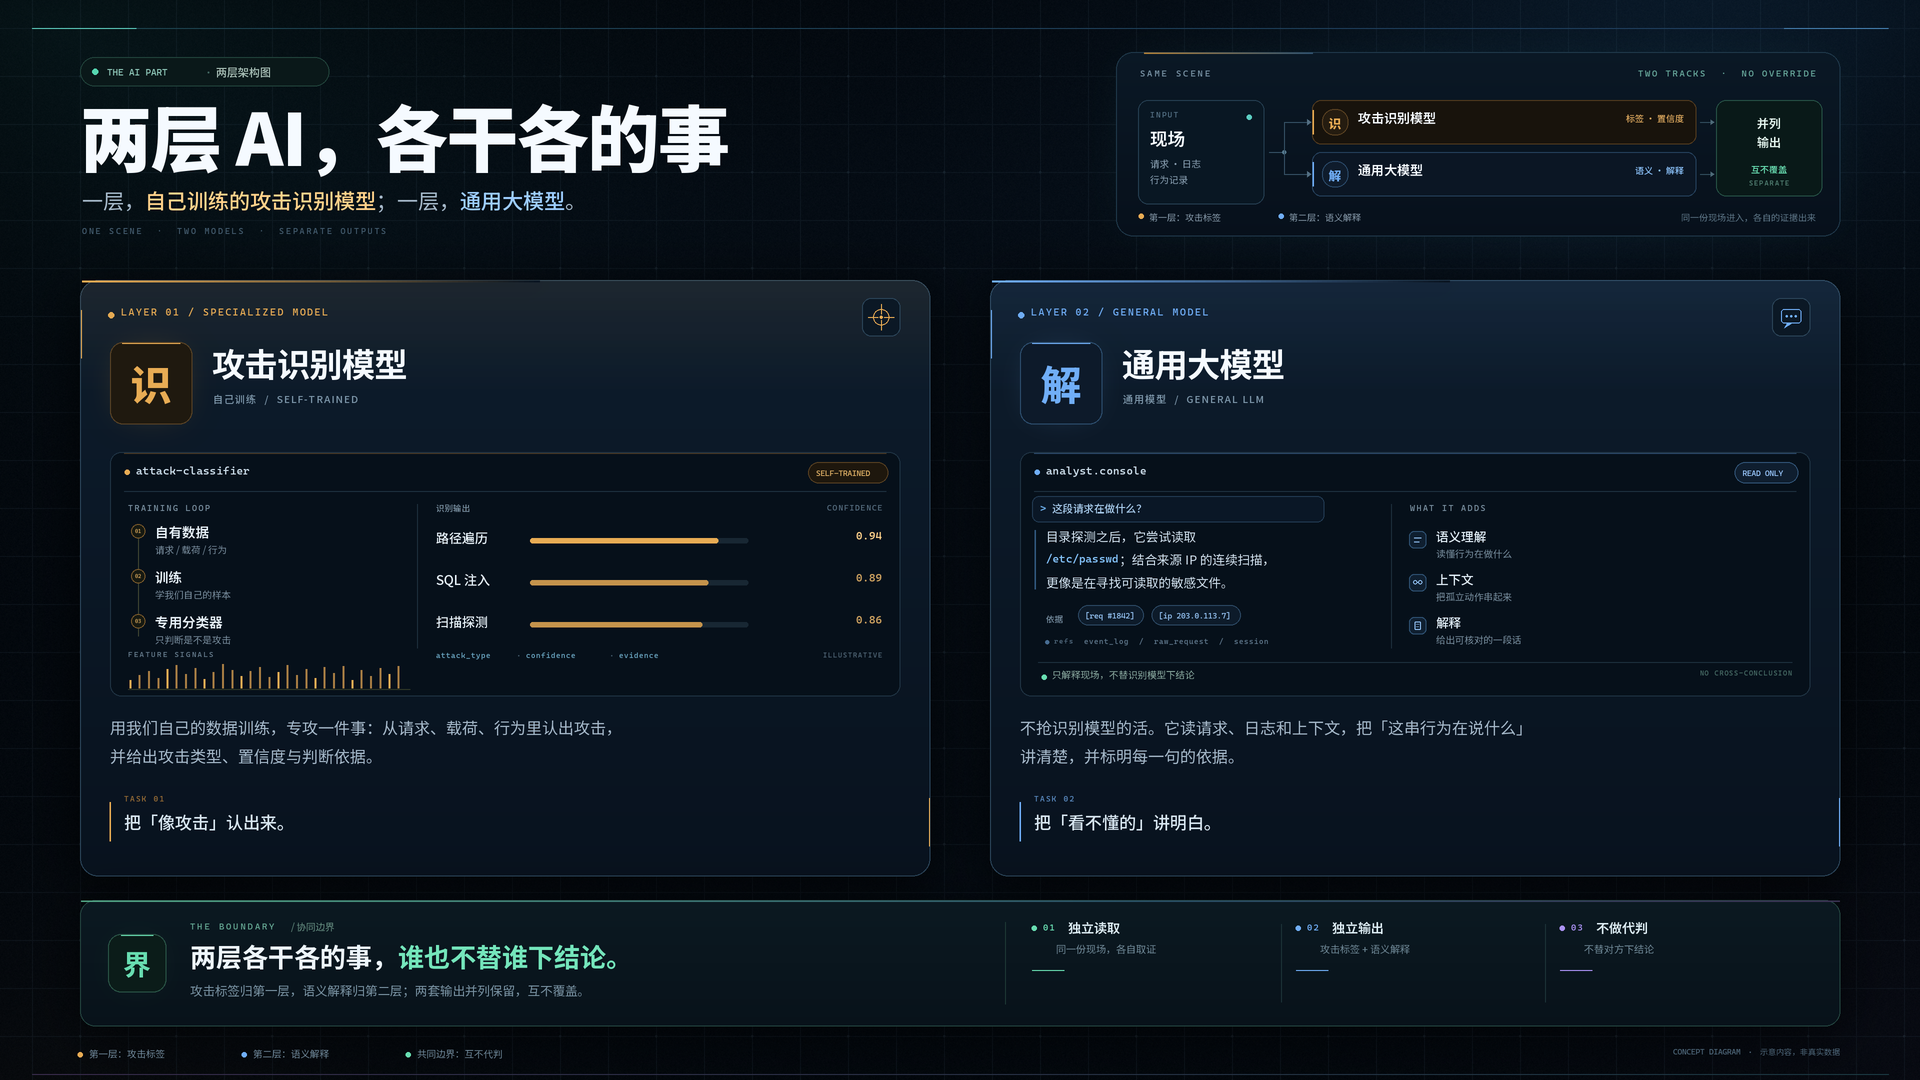 THE AI PART · 两层架构图
两层 AI，各干各的事
一层，自己训练的攻击识别模型；一层，通用大模型。
ONE SCENE · TWO MODELS · SEPARATE OUTPUTS
SAME SCENE
TWO TRACKS · NO OVERRIDE
INPUT
现场
请求 · 日志
行为记录
识 攻击识别模型 标签 · 置信度
解 通用大模型 语义 · 解释
并列
输出
互不覆盖
SEPARATE
第一层：攻击标签
第二层：语义解释
同一份现场进入，各自的证据出来
LAYER 01 / SPECIALIZED MODEL
识
攻击识别模型
自己训练 / SELF-TRAINED
attack-classifier
SELF-TRAINED
TRAINING LOOP
01 自有数据
请求 / 载荷 / 行为
02 训练
学我们自己的样本
03 专用分类器
只判断是不是攻击
FEATURE SIGNALS
识别输出
CONFIDENCE
路径遍历 0.94
SQL 注入 0.89
扫描探测 0.86
attack_type · confidence · evidence
ILLUSTRATIVE
用我们自己的数据训练，专攻一件事：从请求、载荷、行为里认出攻击，
并给出攻击类型、置信度与判断依据。
TASK 01
把「像攻击」认出来。
LAYER 02 / GENERAL MODEL
解
通用大模型
通用模型 / GENERAL LLM
analyst.console
READ ONLY
> 这段请求在做什么？
目录探测之后，它尝试读取
/etc/passwd；结合来源 IP 的连续扫描，
更像是在寻找可读取的敏感文件。
依据 [req #1842] [ip 203.0.113.7]
refs event_log / raw_request / session
WHAT IT ADDS
语义理解
读懂行为在做什么
上下文
把孤立动作串起来
解释
给出可核对的一段话
只解释现场，不替识别模型下结论
NO CROSS-CONCLUSION
不抢识别模型的活。它读请求、日志和上下文，把「这串行为在说什么」
讲清楚，并标明每一句的依据。
TASK 02
把「看不懂的」讲明白。
界
THE BOUNDARY / 协同边界
两层各干各的事，谁也不替谁下结论。
攻击标签归第一层，语义解释归第二层；两套输出并列保留，互不覆盖。
01 独立读取
同一份现场，各自取证
02 独立输出
攻击标签 + 语义解释
03 不做代判
不替对方下结论
第一层：攻击标签
第二层：语义解释
共同边界：互不代判
CONCEPT DIAGRAM · 示意内容，非真实数据